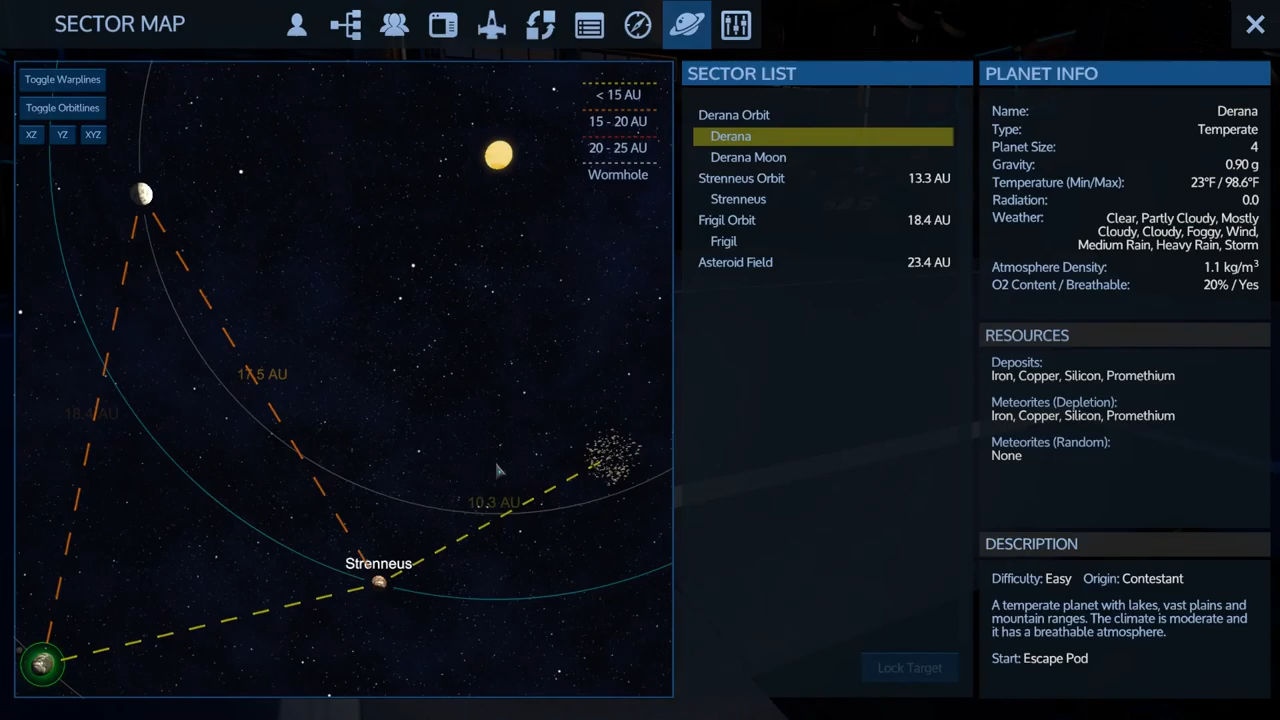 SECTOR MAP
Toggle Warplines
Toggle Orbitlines
XZ YZ XYZ
< 15 AU
15 - 20 AU
20 - 25 AU
Wormhole
17.5 AU
18.4 AU
10.3 AU
Strenneus
SECTOR LIST
Derana Orbit
Derana
Derana Moon
Strenneus Orbit 13.3 AU
Strenneus
Frigil Orbit 18.4 AU
Frigil
Asteroid Field 23.4 AU
Lock Target
PLANET INFO
Name: Derana
Type: Temperate
Planet Size: 4
Gravity: 0.90 g
Temperature (Min/Max): 23°F / 98.6°F
Radiation: 0.0
Weather: Clear, Partly Cloudy, Mostly
Cloudy, Cloudy, Foggy, Wind,
Medium Rain, Heavy Rain, Storm
Atmosphere Density: 1.1 kg/m³
O2 Content / Breathable: 20% / Yes
RESOURCES
Deposits:
Iron, Copper, Silicon, Promethium
Meteorites (Depletion):
Iron, Copper, Silicon, Promethium
Meteorites (Random):
None
DESCRIPTION
Difficulty: Easy Origin: Contestant
A temperate planet with lakes, vast plains and
mountain ranges. The climate is moderate and
it has a breathable atmosphere.
Start: Escape Pod